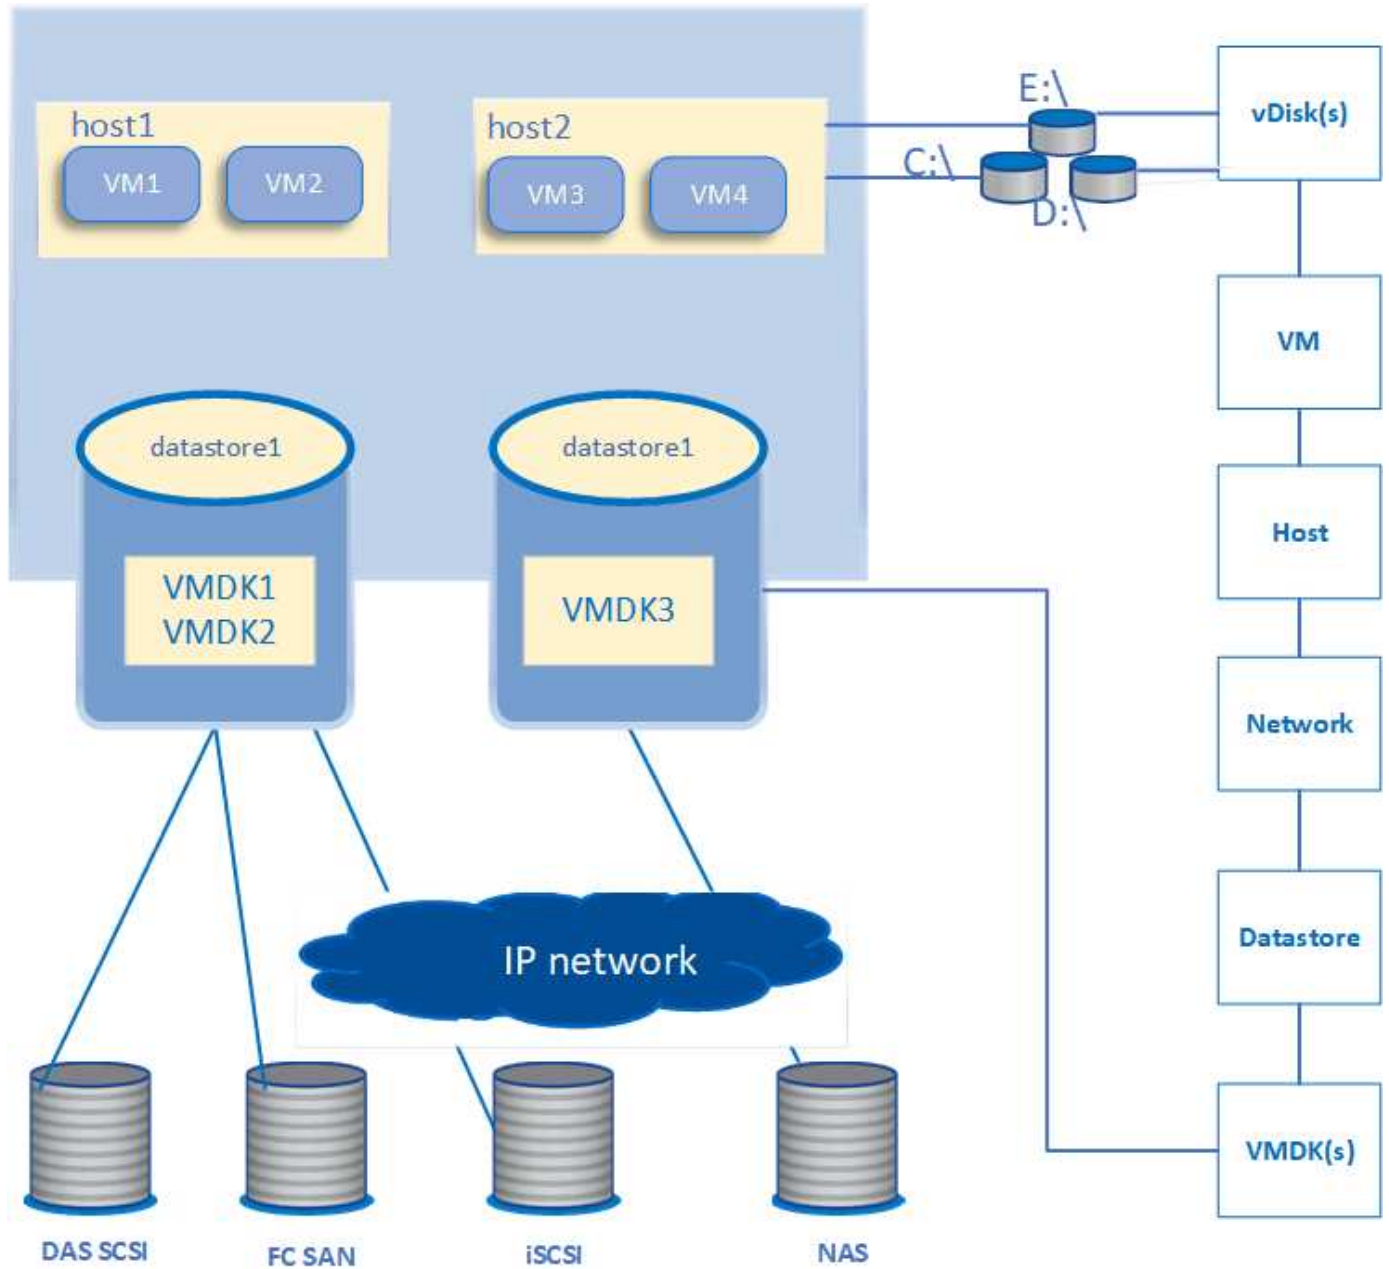 host1
VM1
VM2
host2
VM3
VM4
E:\
C:\
D:\
vDisk(s)
VM
Host
Network
Datastore
VMDK(s)
datastore1
VMDK1
VMDK2
datastore1
VMDK3
IP network
DAS SCSI
FC SAN
iSCSI
NAS